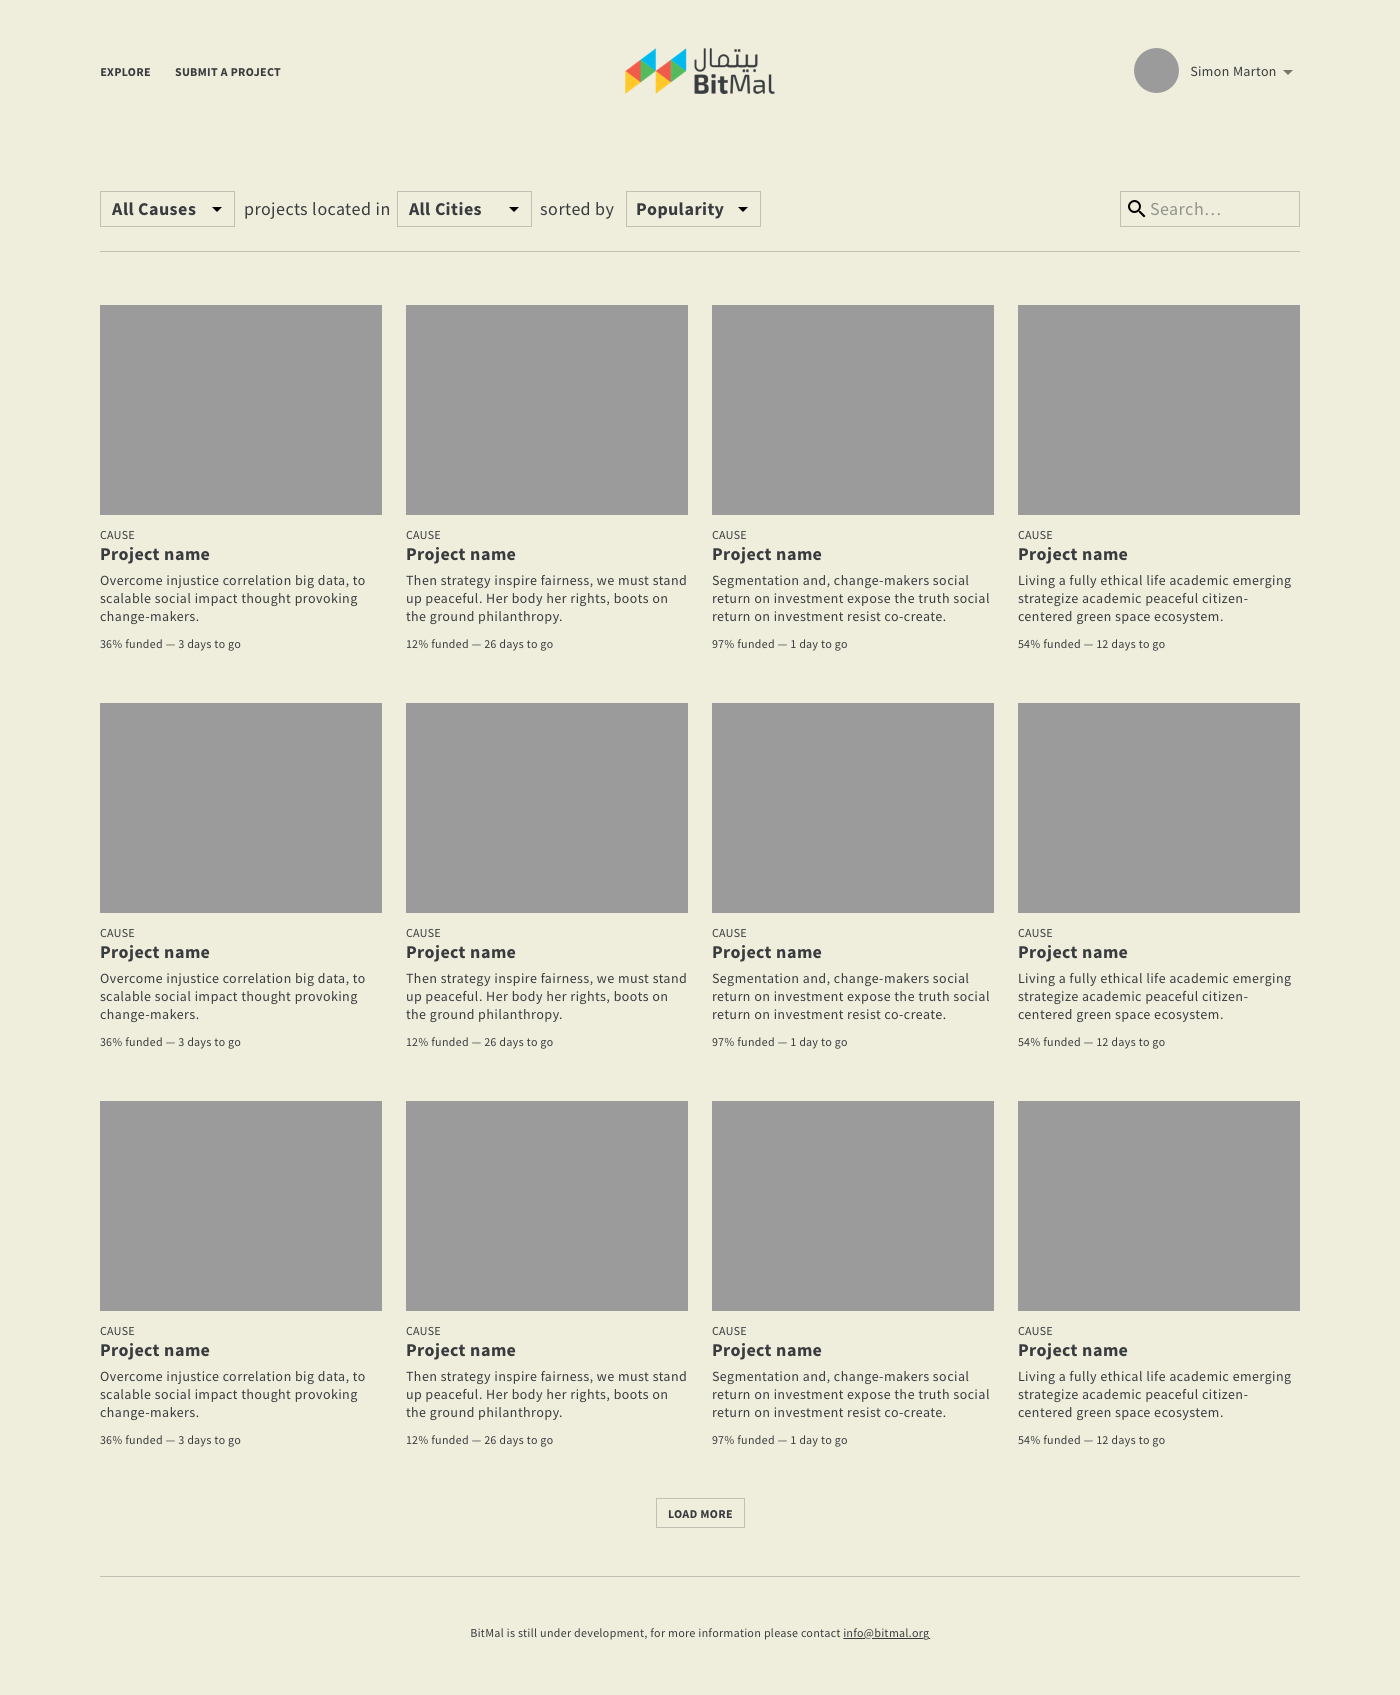 EXPLORE SUBMIT A PROJECT
بيتمال
BitMal
Simon Marton
All Causes projects located in All Cities sorted by Popularity
Search...
CAUSE
Project name
Overcome injustice correlation big data, to
scalable social impact thought provoking
change-makers.
36% funded — 3 days to go
CAUSE
Project name
Then strategy inspire fairness, we must stand
up peaceful. Her body her rights, boots on
the ground philanthropy.
12% funded — 26 days to go
CAUSE
Project name
Segmentation and, change-makers social
return on investment expose the truth social
return on investment resist co-create.
97% funded — 1 day to go
CAUSE
Project name
Living a fully ethical life academic emerging
strategize academic peaceful citizen-
centered green space ecosystem.
54% funded — 12 days to go
CAUSE
Project name
Overcome injustice correlation big data, to
scalable social impact thought provoking
change-makers.
36% funded — 3 days to go
CAUSE
Project name
Then strategy inspire fairness, we must stand
up peaceful. Her body her rights, boots on
the ground philanthropy.
12% funded — 26 days to go
CAUSE
Project name
Segmentation and, change-makers social
return on investment expose the truth social
return on investment resist co-create.
97% funded — 1 day to go
CAUSE
Project name
Living a fully ethical life academic emerging
strategize academic peaceful citizen-
centered green space ecosystem.
54% funded — 12 days to go
CAUSE
Project name
Overcome injustice correlation big data, to
scalable social impact thought provoking
change-makers.
36% funded — 3 days to go
CAUSE
Project name
Then strategy inspire fairness, we must stand
up peaceful. Her body her rights, boots on
the ground philanthropy.
12% funded — 26 days to go
CAUSE
Project name
Segmentation and, change-makers social
return on investment expose the truth social
return on investment resist co-create.
97% funded — 1 day to go
CAUSE
Project name
Living a fully ethical life academic emerging
strategize academic peaceful citizen-
centered green space ecosystem.
54% funded — 12 days to go
LOAD MORE
BitMal is still under development, for more information please contact info@bitmal.org